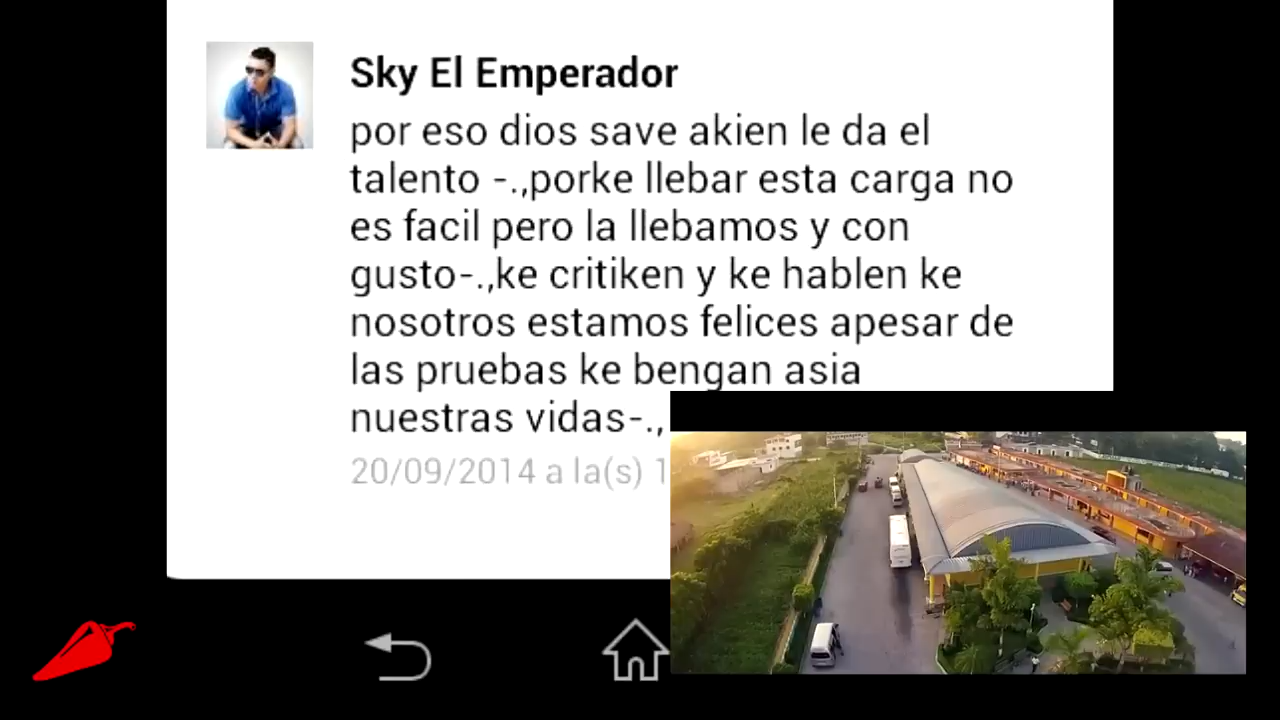 Sky El Emperador
por eso dios save akien le da el
talento -.,porke llebar esta carga no
es facil pero la llebamos y con
gusto-.,ke critiken y ke hablen ke
nosotros estamos felices apesar de
las pruebas ke bengan asia
nuestras vidas-.,
20/09/2014 a la(s) 1